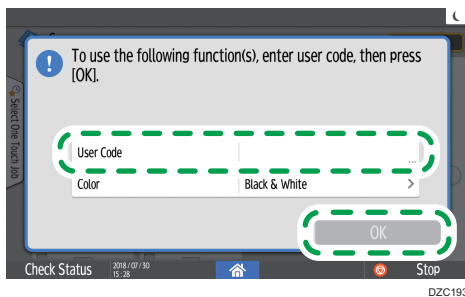 To use the following function(s), enter user code, then press
[OK].
Select One Touch Job
User Code
...
Color Black & White >
OK
Check Status 2018/07/30
15:28
Stop
DZC193